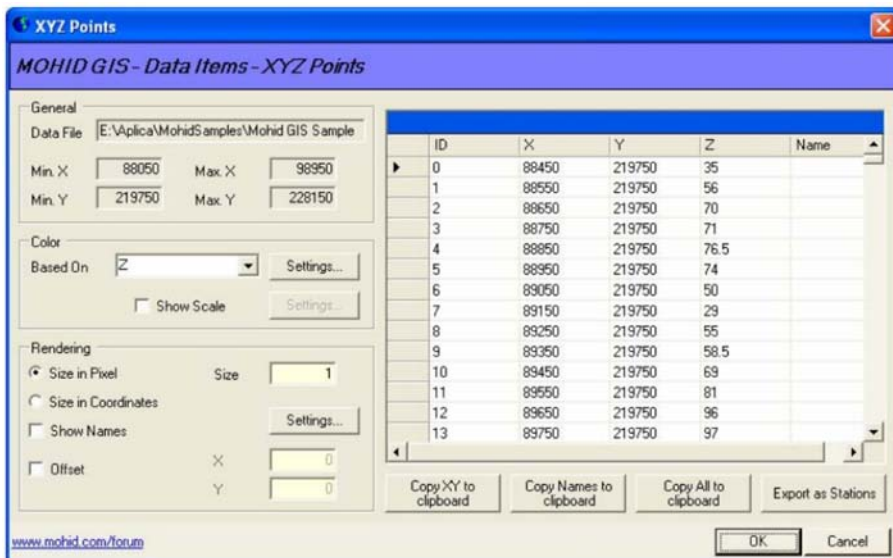 XYZ Points
MOHID GIS - Data Items - XYZ Points
General
Data File E:\Aplica\MohidSamples\Mohid GIS Sample
Min. X 88050 Max. X 98950
Min. Y 219750 Max. Y 228150
Color
Based On Z Settings...
Show Scale Settings...
Rendering
Size in Pixel Size 1
Size in Coordinates
Show Names Settings...
Offset X 0
Y 0
ID X Y Z Name
0 88450 219750 35
1 88550 219750 56
2 88650 219750 70
3 88750 219750 71
4 88850 219750 76.5
5 88950 219750 74
6 89050 219750 50
7 89150 219750 29
8 89250 219750 55
9 89350 219750 58.5
10 89450 219750 69
11 89550 219750 81
12 89650 219750 96
13 89750 219750 97
Copy XY to
clipboard
Copy Names to
clipboard
Copy All to
clipboard
Export as Stations
www.mohid.com/forum
OK Cancel